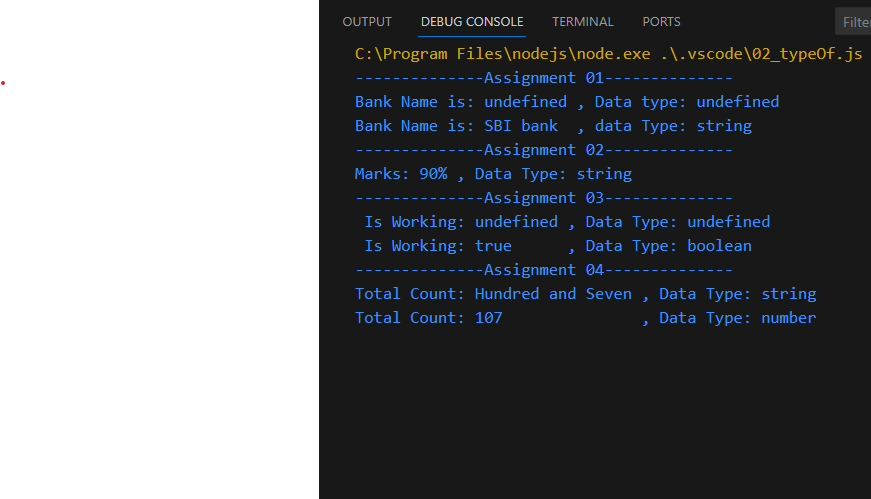 OUTPUT DEBUG CONSOLE TERMINAL PORTS Filte
C:\Program Files\nodejs\node.exe .\.vscode\02_typeOf.js
--------------Assignment 01--------------
Bank Name is: undefined , Data type: undefined
Bank Name is: SBI bank  , data Type: string
--------------Assignment 02--------------
Marks: 90% , Data Type: string
--------------Assignment 03--------------
 Is Working: undefined , Data Type: undefined
 Is Working: true      , Data Type: boolean
--------------Assignment 04--------------
Total Count: Hundred and Seven , Data Type: string
Total Count: 107               , Data Type: number